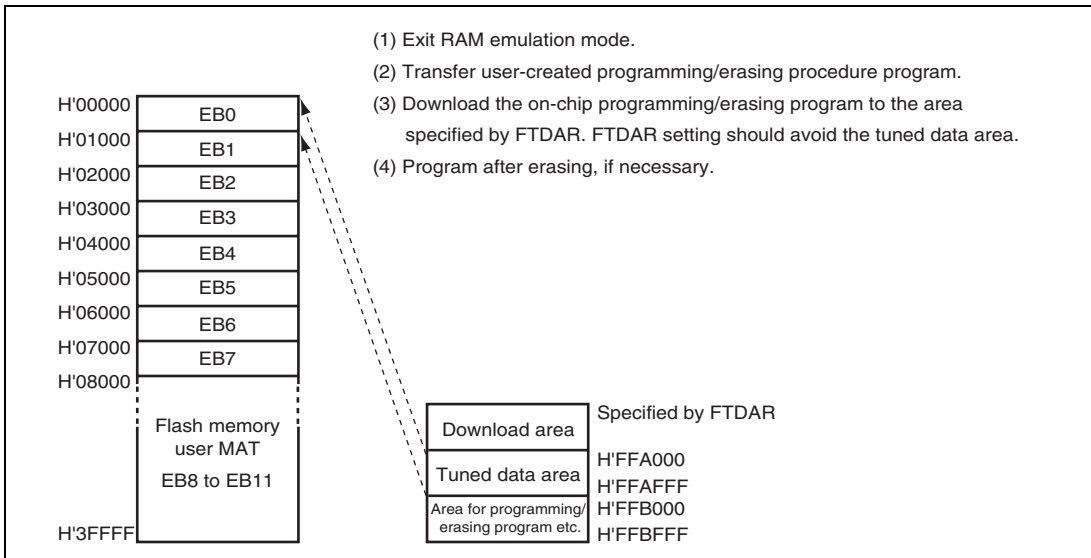 (1) Exit RAM emulation mode.
(2) Transfer user-created programming/erasing procedure program.
(3) Download the on-chip programming/erasing program to the area
specified by FTDAR. FTDAR setting should avoid the tuned data area.
(4) Program after erasing, if necessary.
H'00000
EB0
H'01000
EB1
H'02000
EB2
H'03000
EB3
H'04000
EB4
H'05000
EB5
H'06000
EB6
H'07000
EB7
H'08000
Flash memory
user MAT
EB8 to EB11
H'3FFFF
Download area
Specified by FTDAR
Tuned data area
H'FFA000
H'FFAFFF
Area for programming/
erasing program etc.
H'FFB000
H'FFBFFF